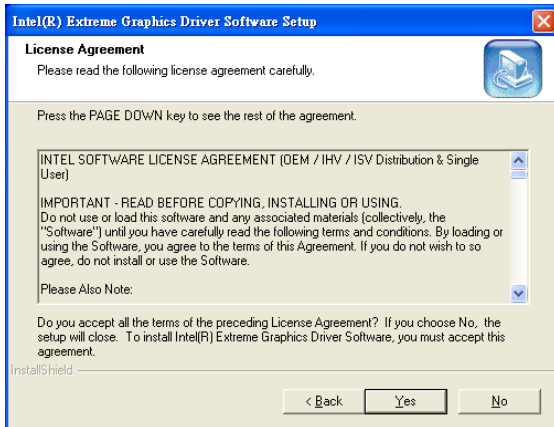 Intel(R) Extreme Graphics Driver Software Setup
License Agreement
Please read the following license agreement carefully.
Press the PAGE DOWN key to see the rest of the agreement.
INTEL SOFTWARE LICENSE AGREEMENT (OEM / IHV / ISV Distribution & Single
User)
IMPORTANT - READ BEFORE COPYING, INSTALLING OR USING.
Do not use or load this software and any associated materials (collectively, the
"Software") until you have carefully read the following terms and conditions. By loading or
using the Software, you agree to the terms of this Agreement. If you do not wish to so
agree, do not install or use the Software.
Please Also Note:
Do you accept all the terms of the preceding License Agreement? If you choose No, the
setup will close. To install Intel(R) Extreme Graphics Driver Software, you must accept this
agreement.
InstallShield
< Back
Yes
No